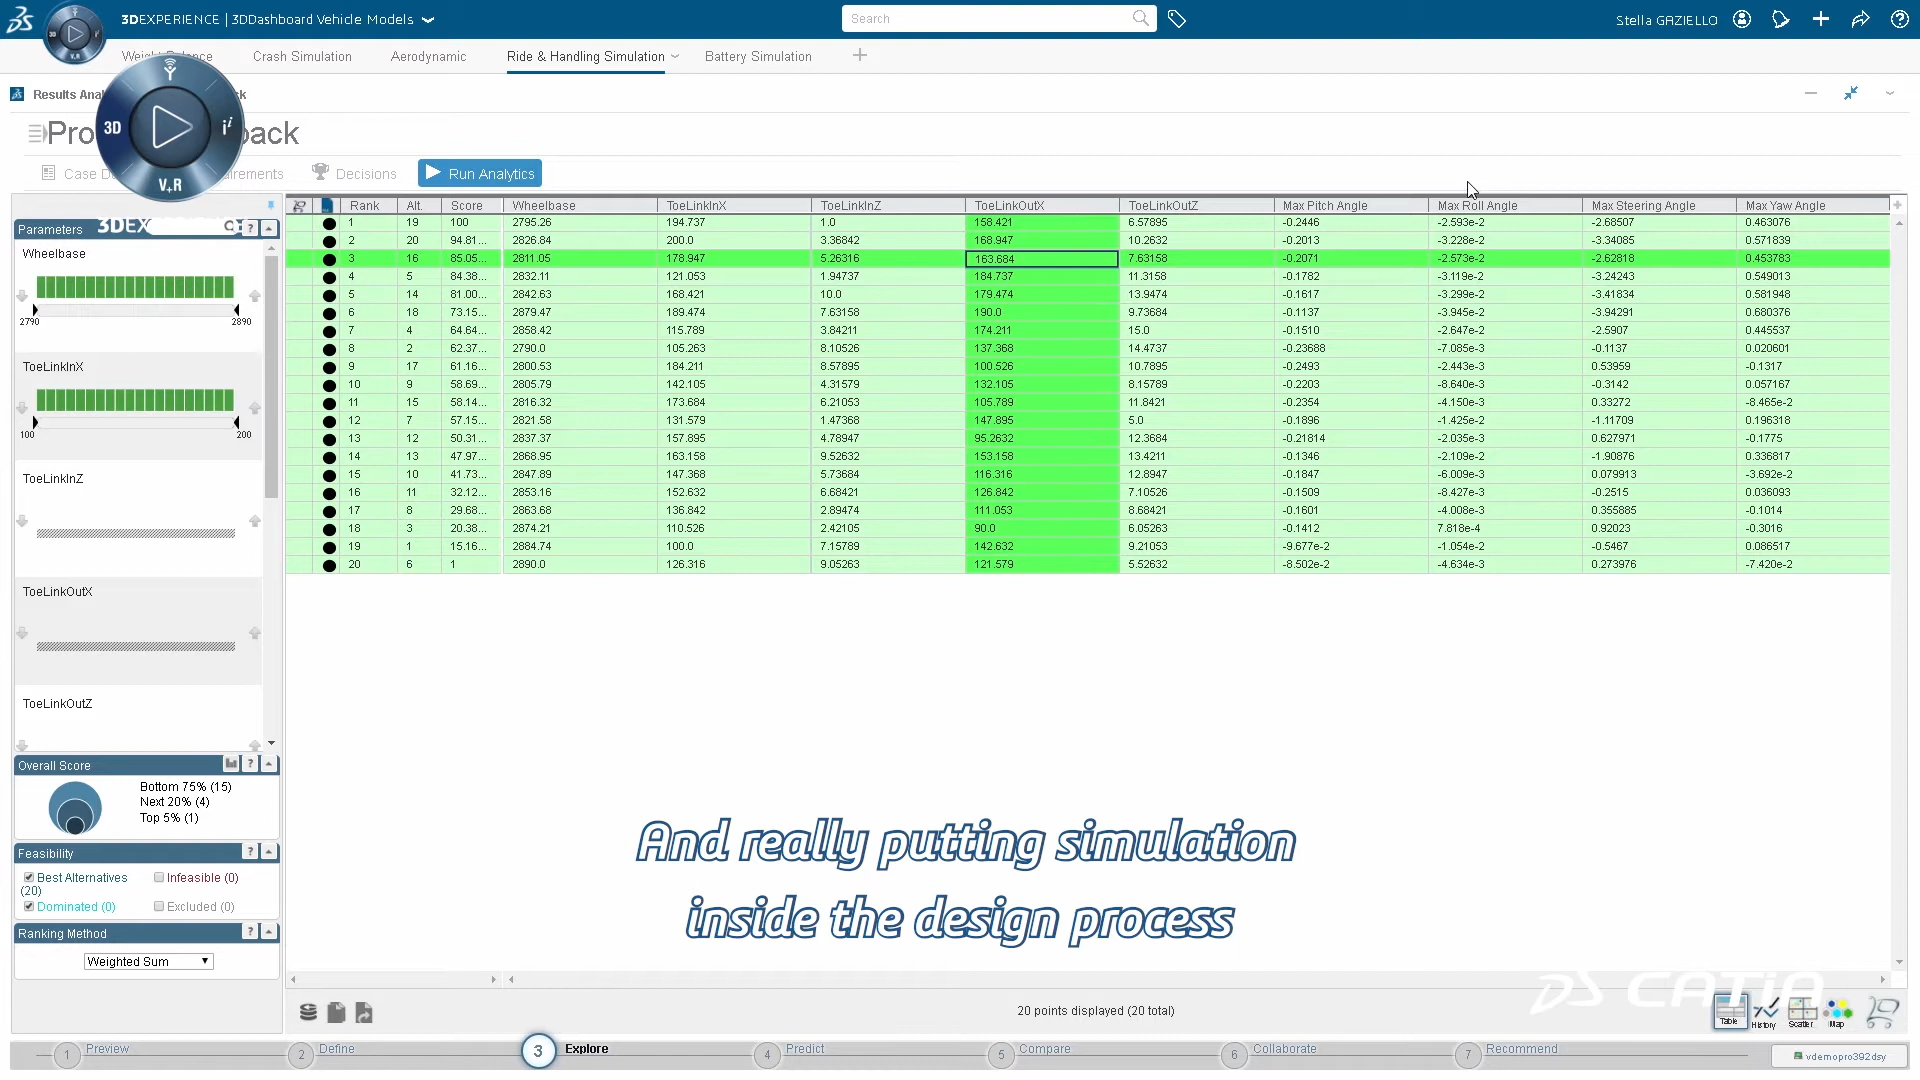 3DEXPERIENCE | 3DDashboard Vehicle Models
Search
Stella GAZIELLO
Crash Simulation
Aerodynamic
Ride & Handling Simulation
Battery Simulation
3D
V+R
Decisions
Run Analytics
Parameters
3DEX
Wheelbase
2790 2890
ToeLinkInX
100 200
ToeLinkInZ
ToeLinkOutX
ToeLinkOutZ
Overall Score
Bottom 75% (15)
Next 20% (4)
Top 5% (1)
Feasibility
Best Alternatives (20)
Infeasible (0)
Dominated (0)
Excluded (0)
Ranking Method
Weighted Sum
Rank Alt. Score Wheelbase ToeLinkInX ToeLinkInZ ToeLinkOutX ToeLinkOutZ Max Pitch Angle Max Roll Angle Max Steering Angle Max Yaw Angle
1 19 100 2795.26 194.737 1.0 158.421 6.57895 -0.2446 -2.593e-2 -2.68507 0.463076
2 20 94.81... 2826.84 200.0 3.36842 168.947 10.2632 -0.2013 -3.228e-2 -3.34085 0.571839
3 16 85.05... 2811.05 178.947 5.26316 163.684 7.63158 -0.2071 -2.573e-2 -2.62818 0.453783
4 5 84.38... 2832.11 121.053 1.94737 184.737 11.3158 -0.1782 -3.119e-2 -3.24243 0.549013
5 14 81.00... 2842.63 168.421 10.0 179.474 13.9474 -0.1617 -3.299e-2 -3.41834 0.581948
6 18 73.15... 2879.47 189.474 7.63158 190.0 9.73684 -0.1137 -3.945e-2 -3.94291 0.680376
7 4 64.64... 2858.42 115.789 3.84211 174.211 15.0 -0.1510 -2.647e-2 -2.5907 0.445537
8 2 62.37... 2790.0 105.263 8.10526 137.368 14.4737 -0.23688 -7.085e-3 -0.1137 0.020601
9 17 61.16... 2800.53 184.211 8.57895 100.526 10.7895 -0.2493 -2.443e-3 0.53959 -0.1317
10 9 58.69... 2805.79 142.105 4.31579 132.105 8.15789 -0.2203 -8.640e-3 -0.3142 0.057167
11 15 58.14... 2816.32 173.684 6.21053 105.789 11.8421 -0.2354 -4.150e-3 0.33272 -8.465e-2
12 7 57.15... 2821.58 131.579 1.47368 147.895 5.0 -0.1896 -1.425e-2 -1.11709 0.196318
13 12 50.31... 2837.37 157.895 4.78947 95.2632 12.3684 -0.21814 -2.035e-3 0.627971 -0.1775
14 13 47.97... 2868.95 163.158 9.52632 153.158 13.4211 -0.1346 -2.109e-2 -1.90876 0.336817
15 10 41.73... 2847.89 147.368 5.73684 116.316 12.8947 -0.1847 -6.009e-3 0.079913 -3.692e-2
16 11 32.12... 2853.16 152.632 6.68421 126.842 7.10526 -0.1509 -8.427e-3 -0.2515 0.036093
17 8 29.68... 2863.68 136.842 2.89474 111.053 8.68421 -0.1601 -4.008e-3 0.355885 -0.1014
18 3 20.38... 2874.21 110.526 2.42105 90.0 6.05263 -0.1412 7.818e-4 0.92023 -0.3016
19 1 15.16... 2884.74 100.0 7.15789 142.632 9.21053 -9.677e-2 -1.054e-2 -0.5467 0.086517
20 6 1 2890.0 126.316 9.05263 121.579 5.52632 -8.502e-2 -4.634e-3 0.273976 -7.420e-2
And really putting simulation
inside the design process
CATIA
20 points displayed (20 total)
Table History Scatter Map
1 Preview 2 Define 3 Explore 4 Predict 5 Compare 6 Collaborate 7 Recommend
vdemopro392dsy